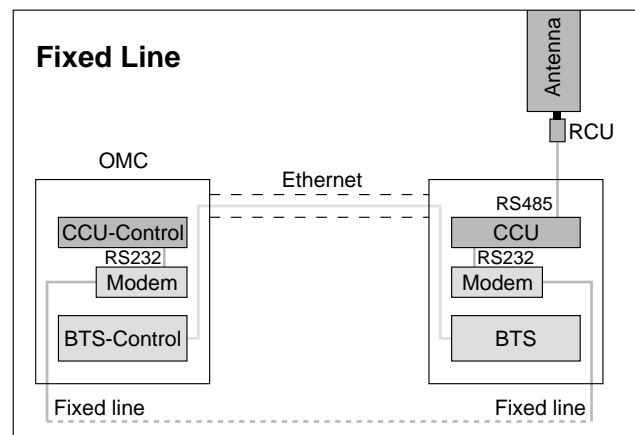 Fixed Line
Antenna
RCU
OMC
Ethernet
RS485
CCU-Control
CCU
RS232
RS232
Modem
Modem
BTS-Control
BTS
Fixed line
Fixed line